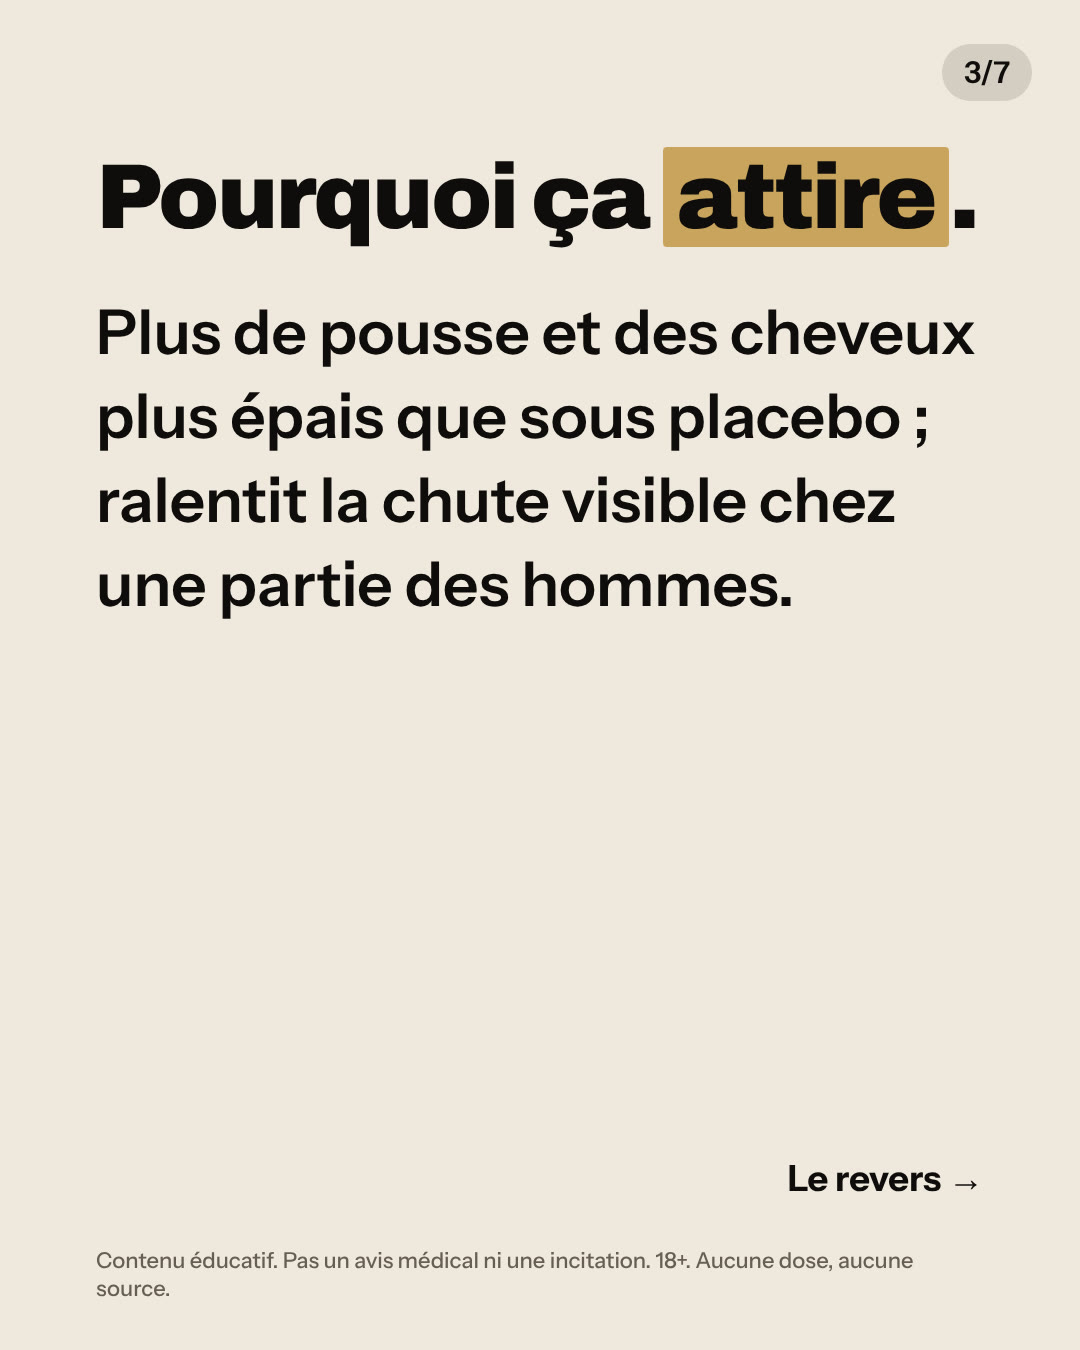 3/7
Pourquoi ça attire.
Plus de pousse et des cheveux
plus épais que sous placebo ;
ralentit la chute visible chez
une partie des hommes.
Le revers →
Contenu éducatif. Pas un avis médical ni une incitation. 18+. Aucune dose, aucune
source.